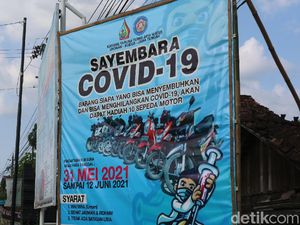 SAYEMBARA
COVID-19
BARANG SIAPA YANG BISA MENYEMBUHKAN
DAN BISA MENGHILANGKAN COVID-19, AKAN
DAPAT HADIAH 10 SEPEDA MOTOR
31 MEI 2021
SAMPAI 12 JUNI 2021
SYARAT
detikcom